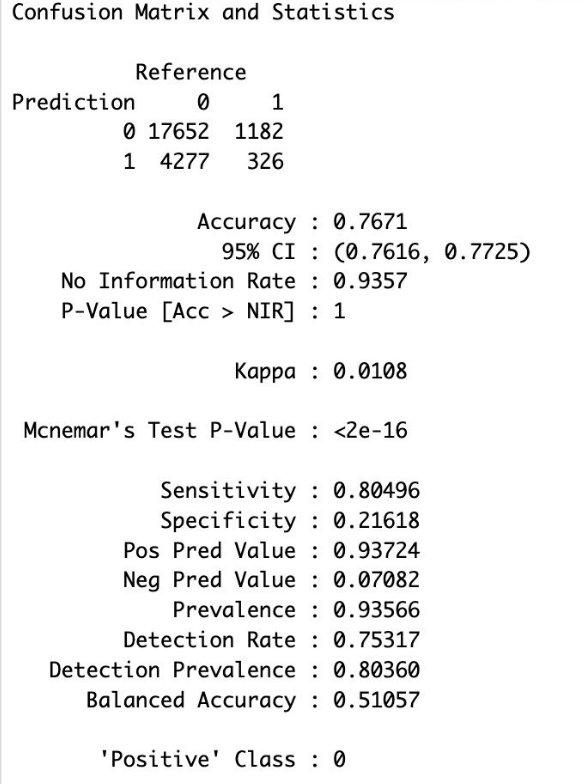 Confusion Matrix and Statistics
Reference
Prediction 0 1
0 17652 1182
1 4277 326
Accuracy : 0.7671
95% CI : (0.7616, 0.7725)
No Information Rate : 0.9357
P-Value [Acc > NIR] : 1
Kappa : 0.0108
Mcnemar's Test P-Value : <2e-16
Sensitivity : 0.80496
Specificity : 0.21618
Pos Pred Value : 0.93724
Neg Pred Value : 0.07082
Prevalence : 0.93566
Detection Rate : 0.75317
Detection Prevalence : 0.80360
Balanced Accuracy : 0.51057
'Positive' Class : 0